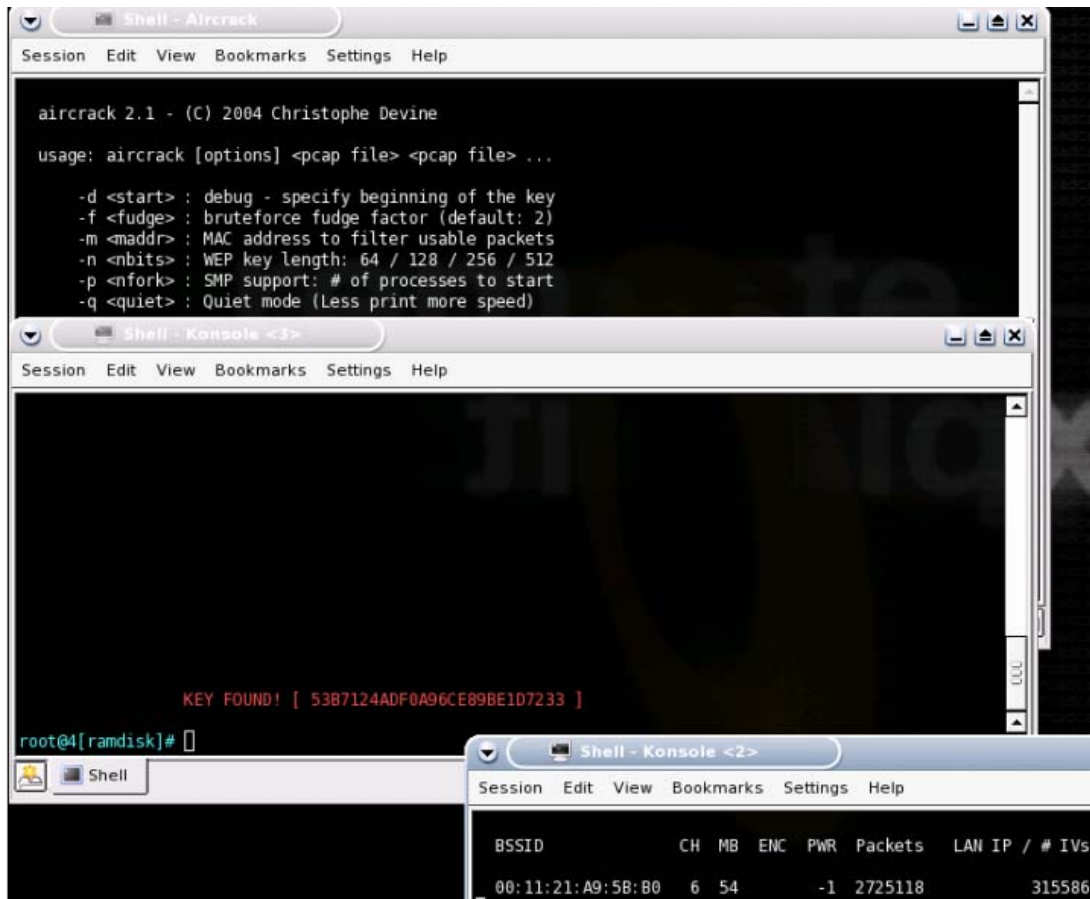 Shell - Aircrack
Session Edit View Bookmarks Settings Help
aircrack 2.1 - (C) 2004 Christophe Devine
usage: aircrack [options] <pcap file> <pcap file> ...
-d <start> : debug - specify beginning of the key
-f <fudge> : bruteforce fudge factor (default: 2)
-m <maddr> : MAC address to filter usable packets
-n <nbits> : WEP key length: 64 / 128 / 256 / 512
-p <nfork> : SMP support: # of processes to start
-q <quiet> : Quiet mode (Less print more speed)
Shell - Konsole <3>
Session Edit View Bookmarks Settings Help
KEY FOUND! [ 53B7124ADF0A96CE89BE1D7233 ]
root@4[ramdisk]#
Shell
Shell - Konsole <2>
Session Edit View Bookmarks Settings Help
BSSID CH MB ENC PWR Packets LAN IP / # IVs
00:11:21:A9:5B:B0 6 54 -1 2725118 315586